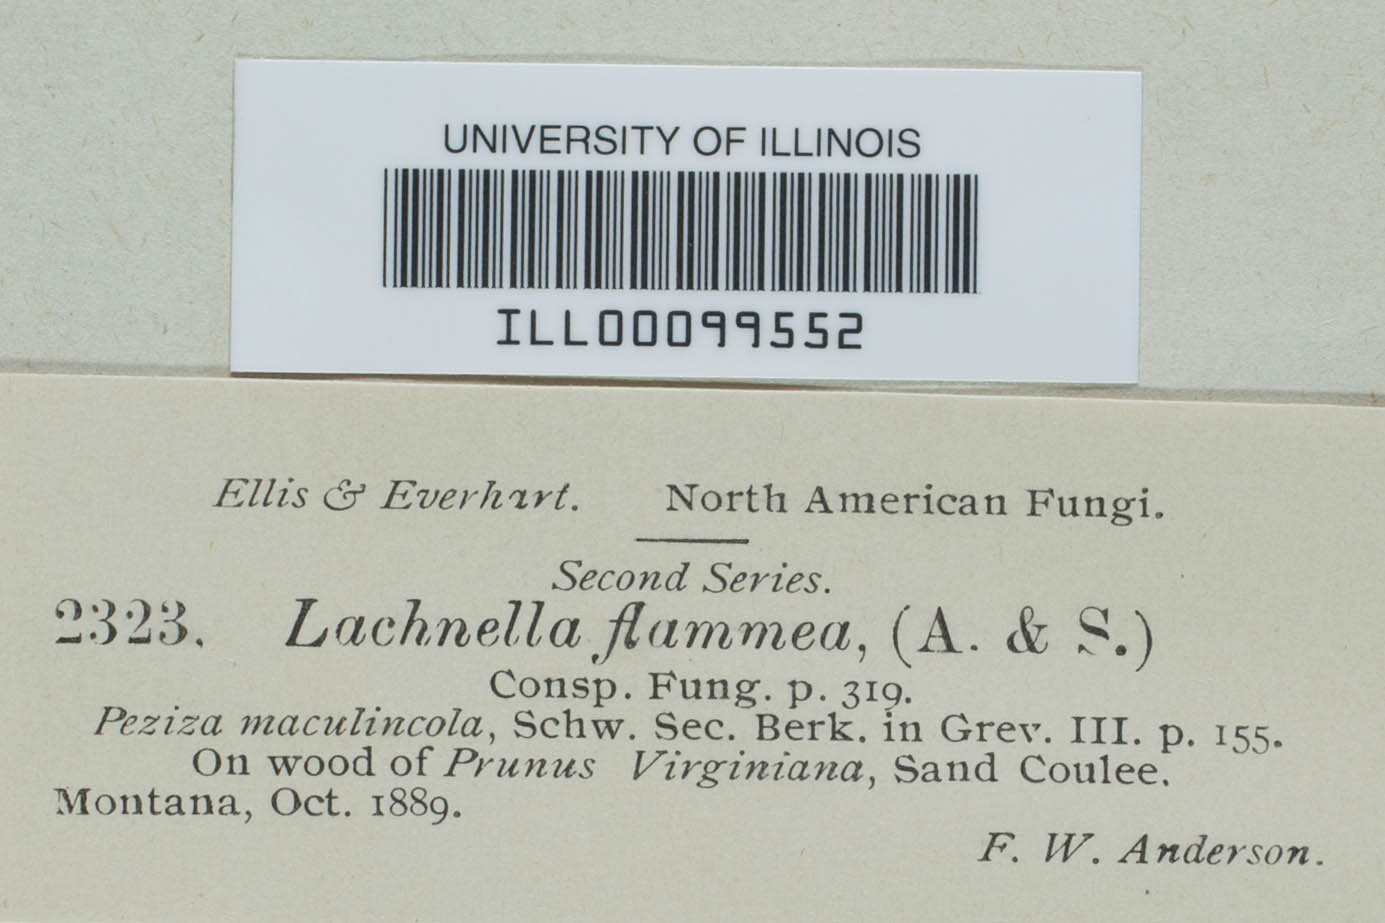 UNIVERSITY OF ILLINOIS
ILL00099552
Ellis & Everhart. North American Fungi.
Second Series.
2323. Lachnella flammea, (A. & S.)
Consp. Fung. p. 319.
Peziza maculincola, Schw. Sec. Berk. in Grev. III. p. 155.
On wood of Prunus Virginiana, Sand Coulee.
Montana, Oct. 1889.
F. W. Anderson.